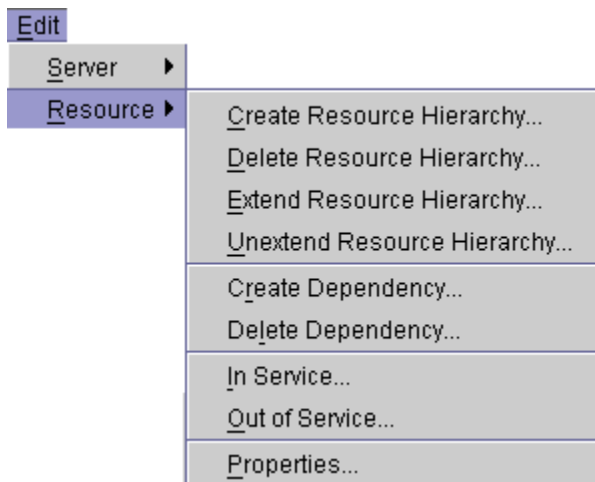 Edit
Server
Resource
Create Resource Hierarchy...
Delete Resource Hierarchy...
Extend Resource Hierarchy...
Unextend Resource Hierarchy...
Create Dependency...
Delete Dependency...
In Service...
Out of Service...
Properties...